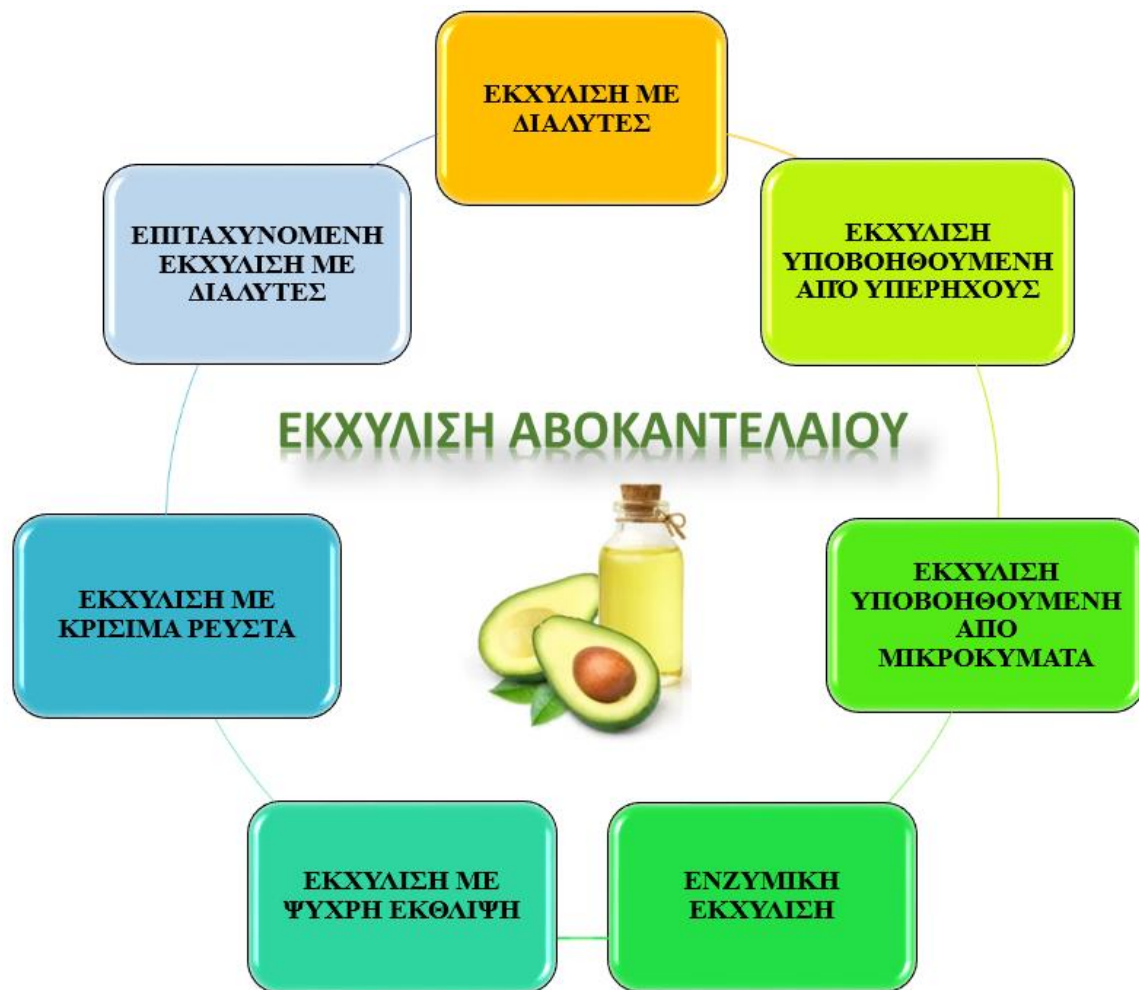 ΕΚΧΥΛΙΣΗ ΜΕ
ΔΙΑΛΥΤΕΣ
ΕΚΧΥΛΙΣΗ
ΥΠΟΒΟΗΘΟΥΜΕΝΗ
ΑΠΌ ΥΠΕΡΗΧΟΥΣ
ΕΚΧΥΛΙΣΗ
ΥΠΟΒΟΗΘΟΥΜΕΝΗ
ΑΠΟ
ΜΙΚΡΟΚΥΜΑΤΑ
ΕΝΖΥΜΙΚΗ
ΕΚΧΥΛΙΣΗ
ΕΚΧΥΛΙΣΗ ΜΕ
ΨΥΧΡΗ ΕΚΘΛΙΨΗ
ΕΚΧΥΛΙΣΗ ΜΕ
ΚΡΙΣΙΜΑ ΡΕΥΣΤΑ
ΕΠΙΤΑΧΥΝΟΜΕΝΗ
ΕΚΧΥΛΙΣΗ ΜΕ
ΔΙΑΛΥΤΕΣ
ΕΚΧΥΛΙΣΗ ΑΒΟΚΑΝΤΕΛΑΙΟΥ